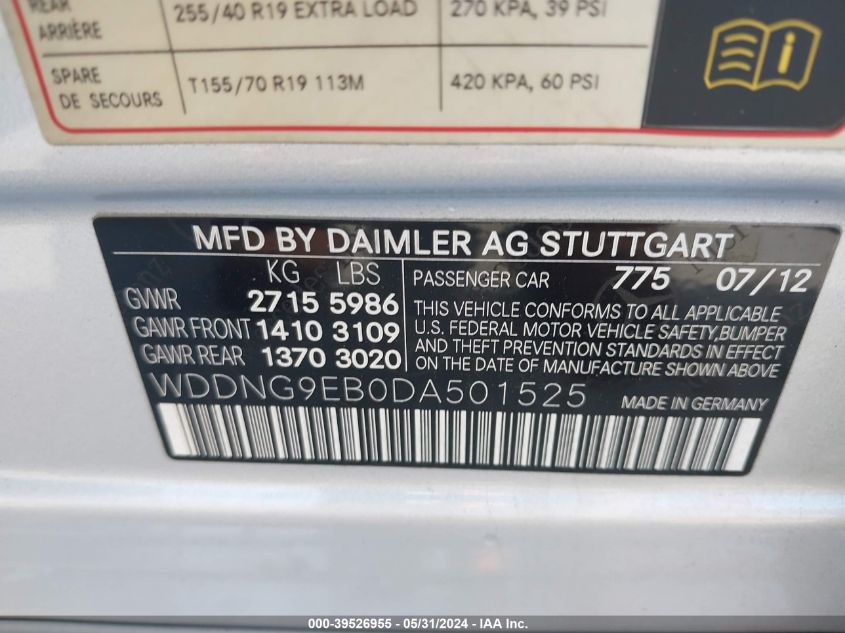 REAR 255/40 R19 EXTRA LOAD 270 KPA, 39 PSI
ARRIÈRE
SPARE T155/70 R19 113M 420 KPA, 60 PSI
DE SECOURS
MFD BY DAIMLER AG STUTTGART
KG LBS
GVWR 2715 5986
GAWR FRONT 1410 3109
GAWR REAR 1370 3020
PASSENGER CAR 775 07/12
THIS VEHICLE CONFORMS TO ALL APPLICABLE
U.S. FEDERAL MOTOR VEHICLE SAFETY,BUMPER
AND THEFT PREVENTION STANDARDS IN EFFECT
ON THE DATE OF MANUFACTURE SHOWN ABOVE.
WDDNG9EB0DA501525 MADE IN GERMANY
000-39526955 - 05/31/2024 - IAA Inc.